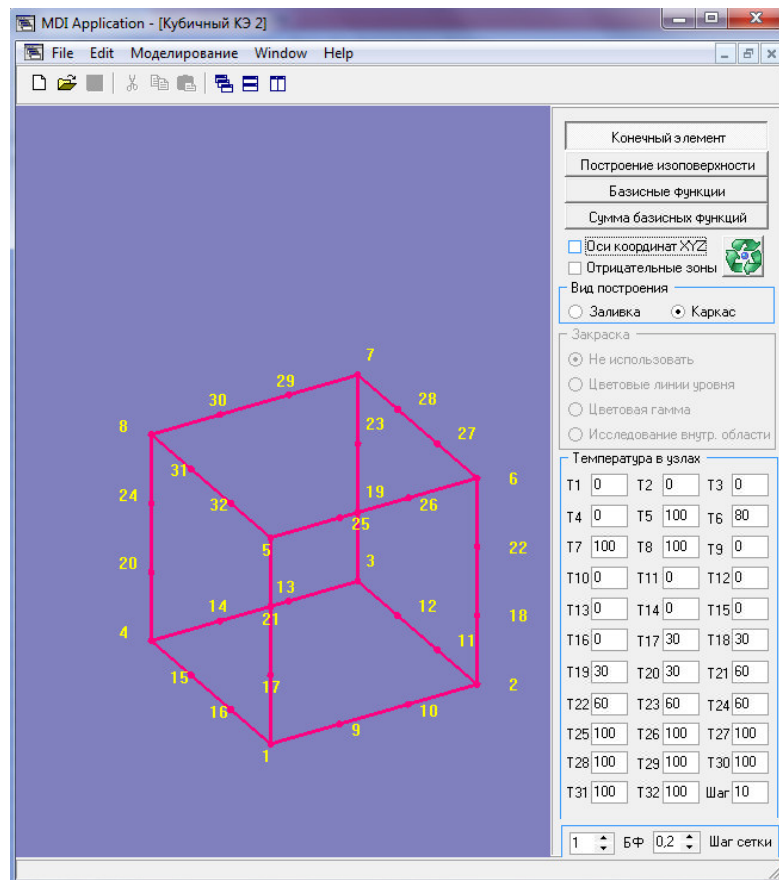 MDI Application - [Кубичный КЭ 2]
File Edit Моделирование Window Help
Конечный элемент
Построение изоповерхности
Базисные функции
Сумма базисных функций
Оси координат XYZ
Отрицательные зоны
Вид построения
Заливка Каркас
Закраска
Не использовать
Цветовые линии уровня
Цветовая гамма
Исследование внутр. области
Температура в узлах
T1 0 T2 0 T3 0
T4 0 T5 100 T6 80
T7 100 T8 100 T9 0
T10 0 T11 0 T12 0
T13 0 T14 0 T15 0
T16 0 T17 30 T18 30
T19 30 T20 30 T21 60
T22 60 T23 60 T24 60
T25 100 T26 100 T27 100
T28 100 T29 100 T30 100
T31 100 T32 100 Шаг 10
1 БФ 0,2 Шаг сетки
7
29
30 28
8 23 27
31 19 6
24 32 25 26
5 22
20 13 3
14 21 12 18
4 11
15 17 2
16 10
9
1